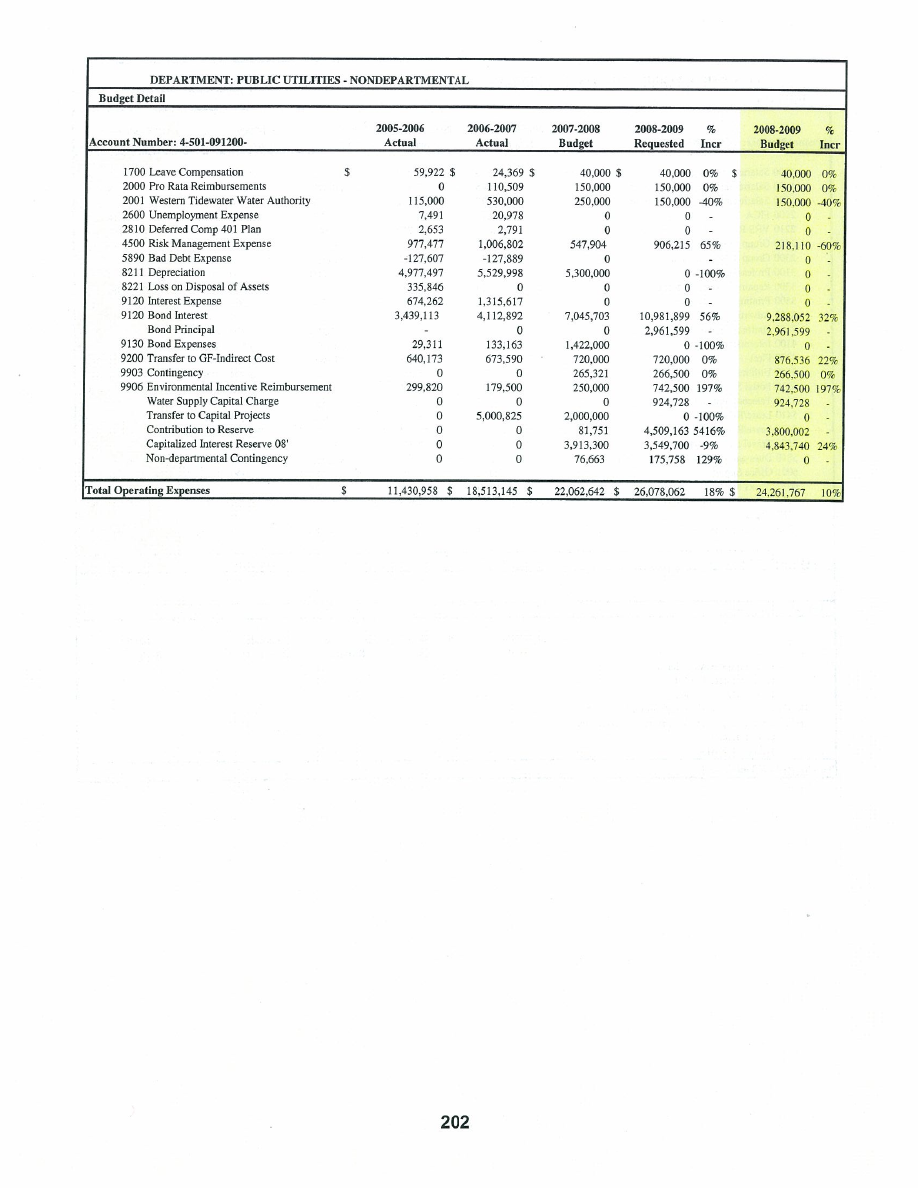 DEPARTMENT: PUBLIC UTILITIES - NONDEPARTMENTAL
Budget Detail
2005-2006 2006-2007 2007-2008 2008-2009 % 2008-2009 %
Account Number: 4-501-091200- Actual Actual Budget Requested Incr Budget Incr
1700 Leave Compensation $ 59,922 $ 24,369 $ 40,000 $ 40,000 0% $ 40,000 0%
2000 Pro Rata Reimbursements 0 110,509 150,000 150,000 0% 150,000 0%
2001 Western Tidewater Water Authority 115,000 530,000 250,000 150,000 -40% 150,000 -40%
2600 Unemployment Expense 7,491 20,978 0 0 - 0 -
2810 Deferred Comp 401 Plan 2,653 2,791 0 0 - 0 -
4500 Risk Management Expense 977,477 1,006,802 547,904 906,215 65% 218,110 -60%
5890 Bad Debt Expense -127,607 -127,889 0 - 0 -
8211 Depreciation 4,977,497 5,529,998 5,300,000 0 -100% 0 -
8221 Loss on Disposal of Assets 335,846 0 0 0 - 0 -
9120 Interest Expense 674,262 1,315,617 0 0 - 0 -
9120 Bond Interest 3,439,113 4,112,892 7,045,703 10,981,899 56% 9,288,052 32%
Bond Principal - 0 0 2,961,599 - 2,961,599 -
9130 Bond Expenses 29,311 133,163 1,422,000 0 -100% 0 -
9200 Transfer to GF-Indirect Cost 640,173 673,590 720,000 720,000 0% 876,536 22%
9903 Contingency 0 0 265,321 266,500 0% 266,500 0%
9906 Environmental Incentive Reimbursement 299,820 179,500 250,000 742,500 197% 742,500 197%
Water Supply Capital Charge 0 0 0 924,728 - 924,728 -
Transfer to Capital Projects 0 5,000,825 2,000,000 0 -100% 0 -
Contribution to Reserve 0 0 81,751 4,509,163 5416% 3,800,002 -
Capitalized Interest Reserve 08' 0 0 3,913,300 3,549,700 -9% 4,843,740 24%
Non-departmental Contingency 0 0 76,663 175,758 129% 0 -
Total Operating Expenses $ 11,430,958 $ 18,513,145 $ 22,062,642 $ 26,078,062 18% $ 24,261,767 10%
202